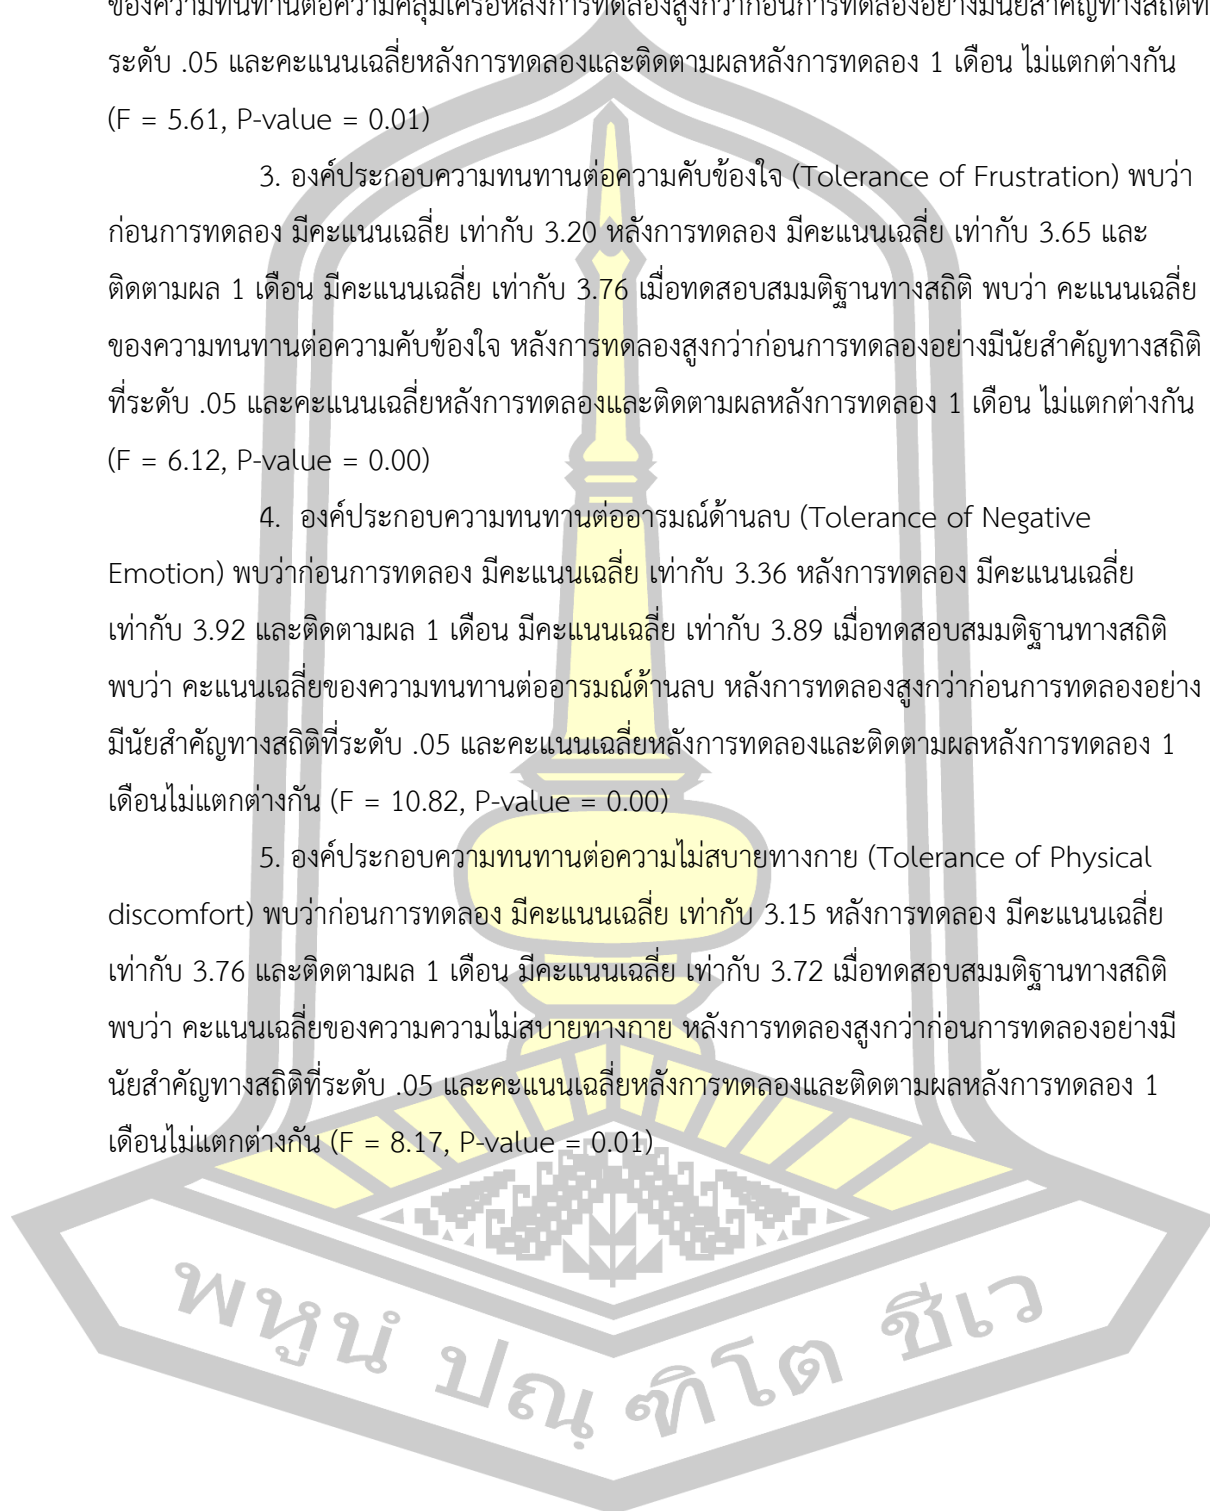 ของความทนทานต่อความคลุมเครือหลังการทดลองสูงกว่าก่อนการทดลองอย่างมีนัยสำคัญทางสถิติที่
ระดับ .05 และคะแนนเฉลี่ยหลังการทดลองและติดตามผลหลังการทดลอง 1 เดือน ไม่แตกต่างกัน
(F = 5.61, P-value = 0.01)
3. องค์ประกอบความทนทานต่อความคับข้องใจ (Tolerance of Frustration) พบว่า
ก่อนการทดลอง มีคะแนนเฉลี่ย เท่ากับ 3.20 หลังการทดลอง มีคะแนนเฉลี่ย เท่ากับ 3.65 และ
ติดตามผล 1 เดือน มีคะแนนเฉลี่ย เท่ากับ 3.76 เมื่อทดสอบสมมติฐานทางสถิติ พบว่า คะแนนเฉลี่ย
ของความทนทานต่อความคับข้องใจ หลังการทดลองสูงกว่าก่อนการทดลองอย่างมีนัยสำคัญทางสถิติ
ที่ระดับ .05 และคะแนนเฉลี่ยหลังการทดลองและติดตามผลหลังการทดลอง 1 เดือน ไม่แตกต่างกัน
(F = 6.12, P-value = 0.00)
4. องค์ประกอบความทนทานต่ออารมณ์ด้านลบ (Tolerance of Negative
Emotion) พบว่าก่อนการทดลอง มีคะแนนเฉลี่ย เท่ากับ 3.36 หลังการทดลอง มีคะแนนเฉลี่ย
เท่ากับ 3.92 และติดตามผล 1 เดือน มีคะแนนเฉลี่ย เท่ากับ 3.89 เมื่อทดสอบสมมติฐานทางสถิติ
พบว่า คะแนนเฉลี่ยของความทนทานต่ออารมณ์ด้านลบ หลังการทดลองสูงกว่าก่อนการทดลองอย่าง
มีนัยสำคัญทางสถิติที่ระดับ .05 และคะแนนเฉลี่ยหลังการทดลองและติดตามผลหลังการทดลอง 1
เดือนไม่แตกต่างกัน (F = 10.82, P-value = 0.00)
5. องค์ประกอบความทนทานต่อความไม่สบายทางกาย (Tolerance of Physical
discomfort) พบว่าก่อนการทดลอง มีคะแนนเฉลี่ย เท่ากับ 3.15 หลังการทดลอง มีคะแนนเฉลี่ย
เท่ากับ 3.76 และติดตามผล 1 เดือน มีคะแนนเฉลี่ย เท่ากับ 3.72 เมื่อทดสอบสมมติฐานทางสถิติ
พบว่า คะแนนเฉลี่ยของความความไม่สบายทางกาย หลังการทดลองสูงกว่าก่อนการทดลองอย่างมี
นัยสำคัญทางสถิติที่ระดับ .05 และคะแนนเฉลี่ยหลังการทดลองและติดตามผลหลังการทดลอง 1
เดือนไม่แตกต่างกัน (F = 8.17, P-value = 0.01)
พหูนํ ปณฺ ฑิโต ชีเว